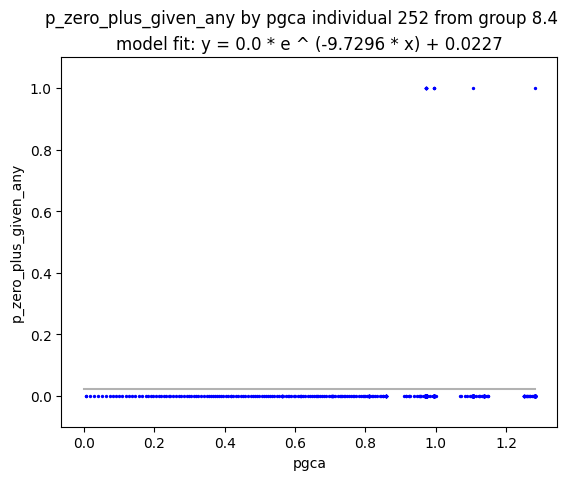 p_zero_plus_given_any by pgca individual 252 from group 8.4
model fit: y = 0.0 * e ^ (-9.7296 * x) + 0.0227
1.0
0.8
0.6
0.4
0.2
0.0
p_zero_plus_given_any
0.0 0.2 0.4 0.6 0.8 1.0 1.2
pgca